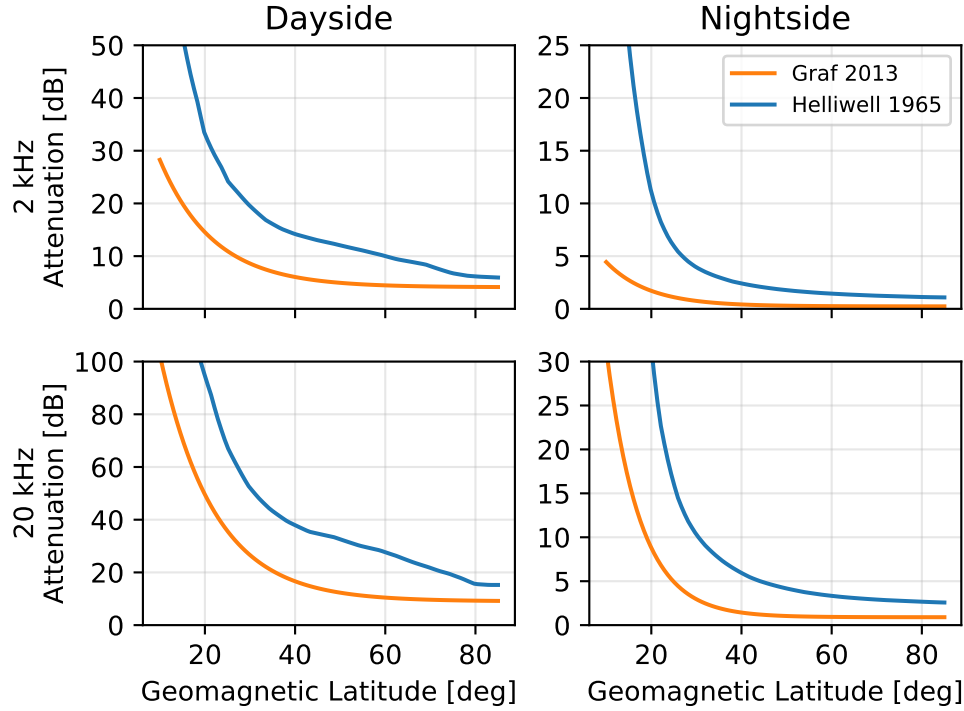 Dayside
Nightside
2 kHz
Attenuation [dB]
50
40
30
20
10
0
25
20
15
10
5
0
Graf 2013
Helliwell 1965
20 kHz
Attenuation [dB]
100
80
60
40
20
0
30
25
20
15
10
5
0
20 40 60 80
20 40 60 80
Geomagnetic Latitude [deg]
Geomagnetic Latitude [deg]